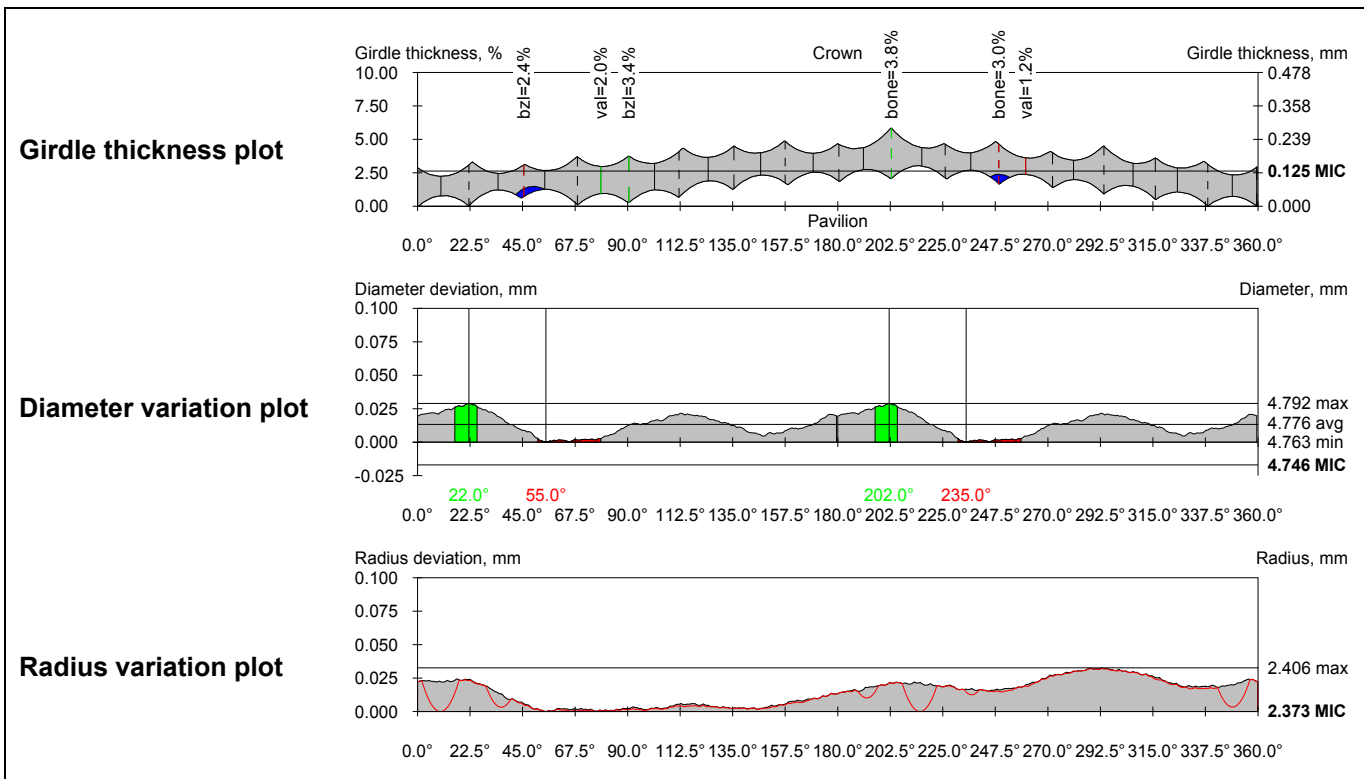 Girdle thickness plot
Girdle thickness, %
Crown
Girdle thickness, mm
bzl=2.4%
val=2.0%
bzl=3.4%
bone=3.8%
bone=3.0%
val=1.2%
10.00
7.50
5.00
2.50
0.00
0.478
0.358
0.239
0.125 MIC
0.000
Pavilion
0.0° 22.5° 45.0° 67.5° 90.0° 112.5° 135.0° 157.5° 180.0° 202.5° 225.0° 247.5° 270.0° 292.5° 315.0° 337.5° 360.0°
Diameter variation plot
Diameter deviation, mm
Diameter, mm
0.100
0.075
0.050
0.025
0.000
-0.025
4.792 max
4.776 avg
4.763 min
4.746 MIC
22.0° 55.0° 202.0° 235.0°
0.0° 22.5° 45.0° 67.5° 90.0° 112.5° 135.0° 157.5° 180.0° 202.5° 225.0° 247.5° 270.0° 292.5° 315.0° 337.5° 360.0°
Radius variation plot
Radius deviation, mm
Radius, mm
0.100
0.075
0.050
0.025
0.000
2.406 max
2.373 MIC
0.0° 22.5° 45.0° 67.5° 90.0° 112.5° 135.0° 157.5° 180.0° 202.5° 225.0° 247.5° 270.0° 292.5° 315.0° 337.5° 360.0°